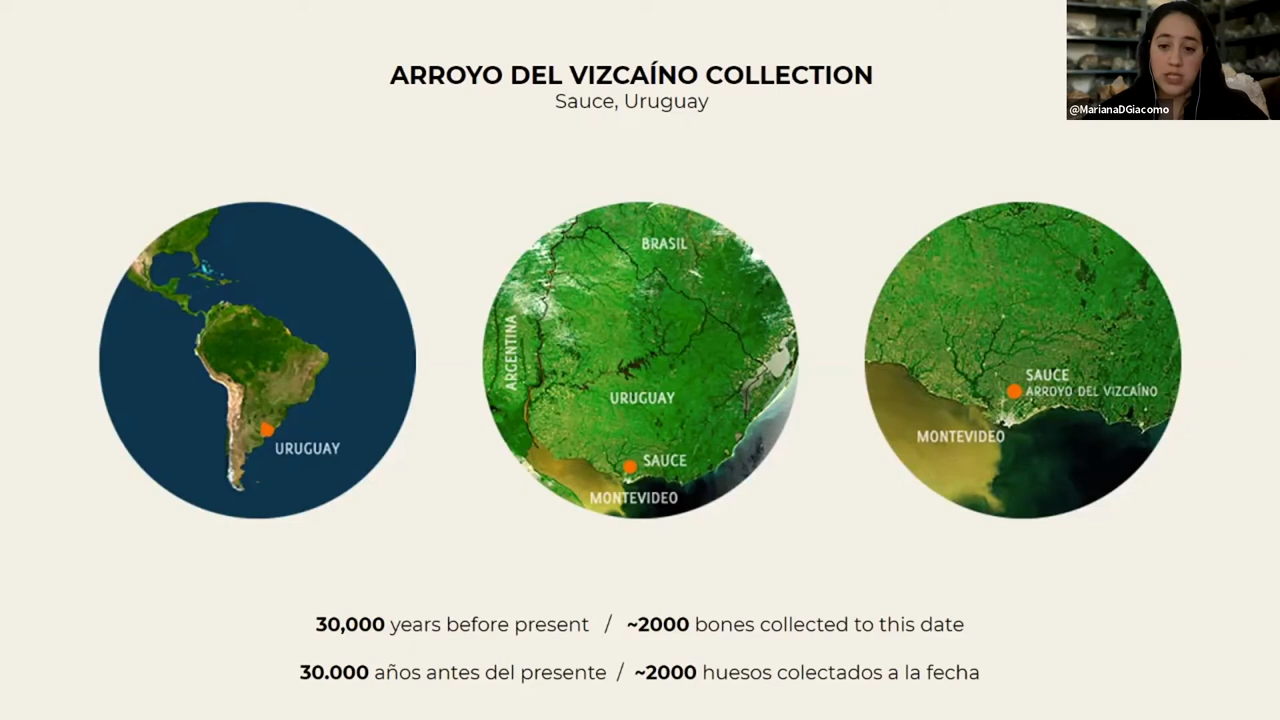 ARROYO DEL VIZCAÍNO COLLECTION
Sauce, Uruguay
@MarianaDGiacomo
URUGUAY
BRASIL
ARGENTINA
URUGUAY
SAUCE
MONTEVIDEO
SAUCE
ARROYO DEL VIZCAÍNO
MONTEVIDEO
30,000 years before present / ~2000 bones collected to this date
30.000 años antes del presente / ~2000 huesos colectados a la fecha